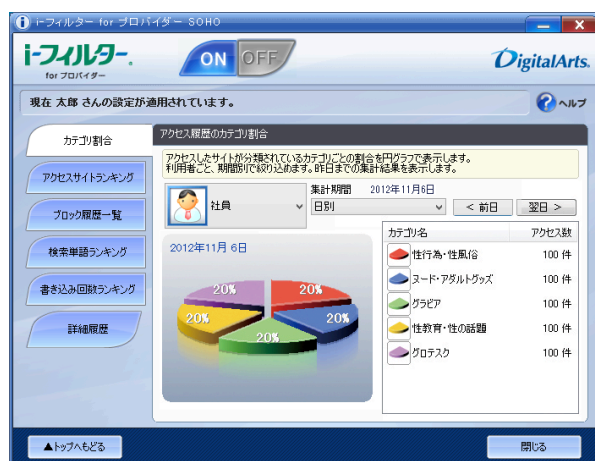 i-フィルター for プロバイダー SOHO
i-フィルター®
for プロバイダー
ON OFF
DigitalArts®
現在 太郎 さんの設定が適用されています。
ヘルプ
カテゴリ割合
アクセスサイトランキング
ブロック履歴一覧
検索単語ランキング
書き込み回数ランキング
詳細履歴
アクセス履歴のカテゴリ割合
アクセスしたサイトが分類されているカテゴリごとの割合を円グラフで表示します。
利用者ごと、期間別で絞り込めます。昨日までの集計結果を表示します。
社員
集計期間 2012年11月6日
日別
< 前日
翌日 >
2012年11月 6日
20%
20%
20%
20%
20%
カテゴリ名 アクセス数
性行為・性風俗 100 件
ヌード・アダルトグッズ 100 件
グラビア 100 件
性教育・性の話題 100 件
グロテスク 100 件
▲トップへもどる
閉じる